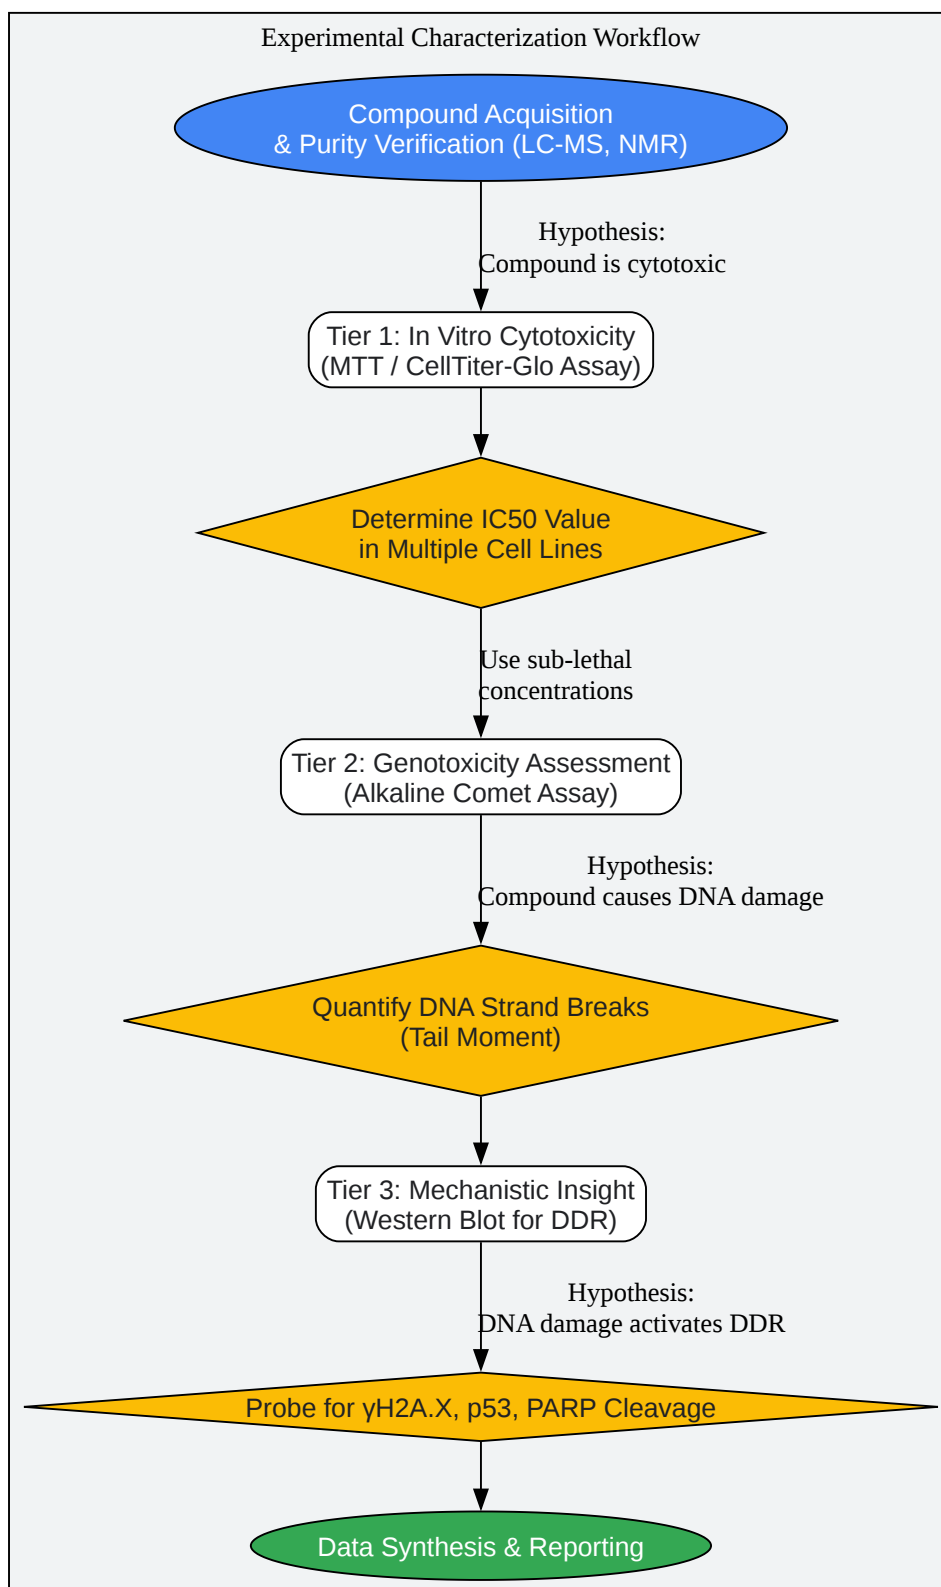 Experimental Characterization Workflow
Compound Acquisition
& Purity Verification (LC-MS, NMR)
Hypothesis:
Compound is cytotoxic
Tier 1: In Vitro Cytotoxicity
(MTT / CellTiter-Glo Assay)
Determine IC50 Value
in Multiple Cell Lines
Use sub-lethal
concentrations
Tier 2: Genotoxicity Assessment
(Alkaline Comet Assay)
Hypothesis:
Compound causes DNA damage
Quantify DNA Strand Breaks
(Tail Moment)
Tier 3: Mechanistic Insight
(Western Blot for DDR)
Hypothesis:
DNA damage activates DDR
Probe for γH2A.X, p53, PARP Cleavage
Data Synthesis & Reporting